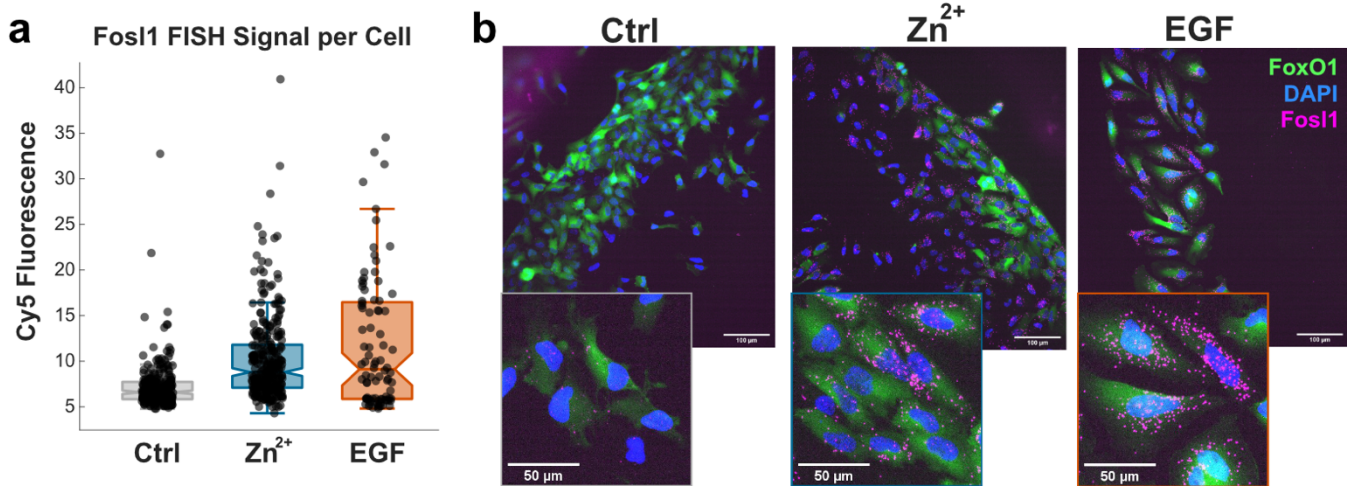 a
Fosl1 FISH Signal per Cell
Cy5 Fluorescence
40
35
30
25
20
15
10
5
Ctrl
Zn²⁺
EGF
b
Ctrl
Zn²⁺
EGF
FoxO1
DAPI
Fosl1
100 µm
100 µm
100 µm
50 µm
50 µm
50 µm